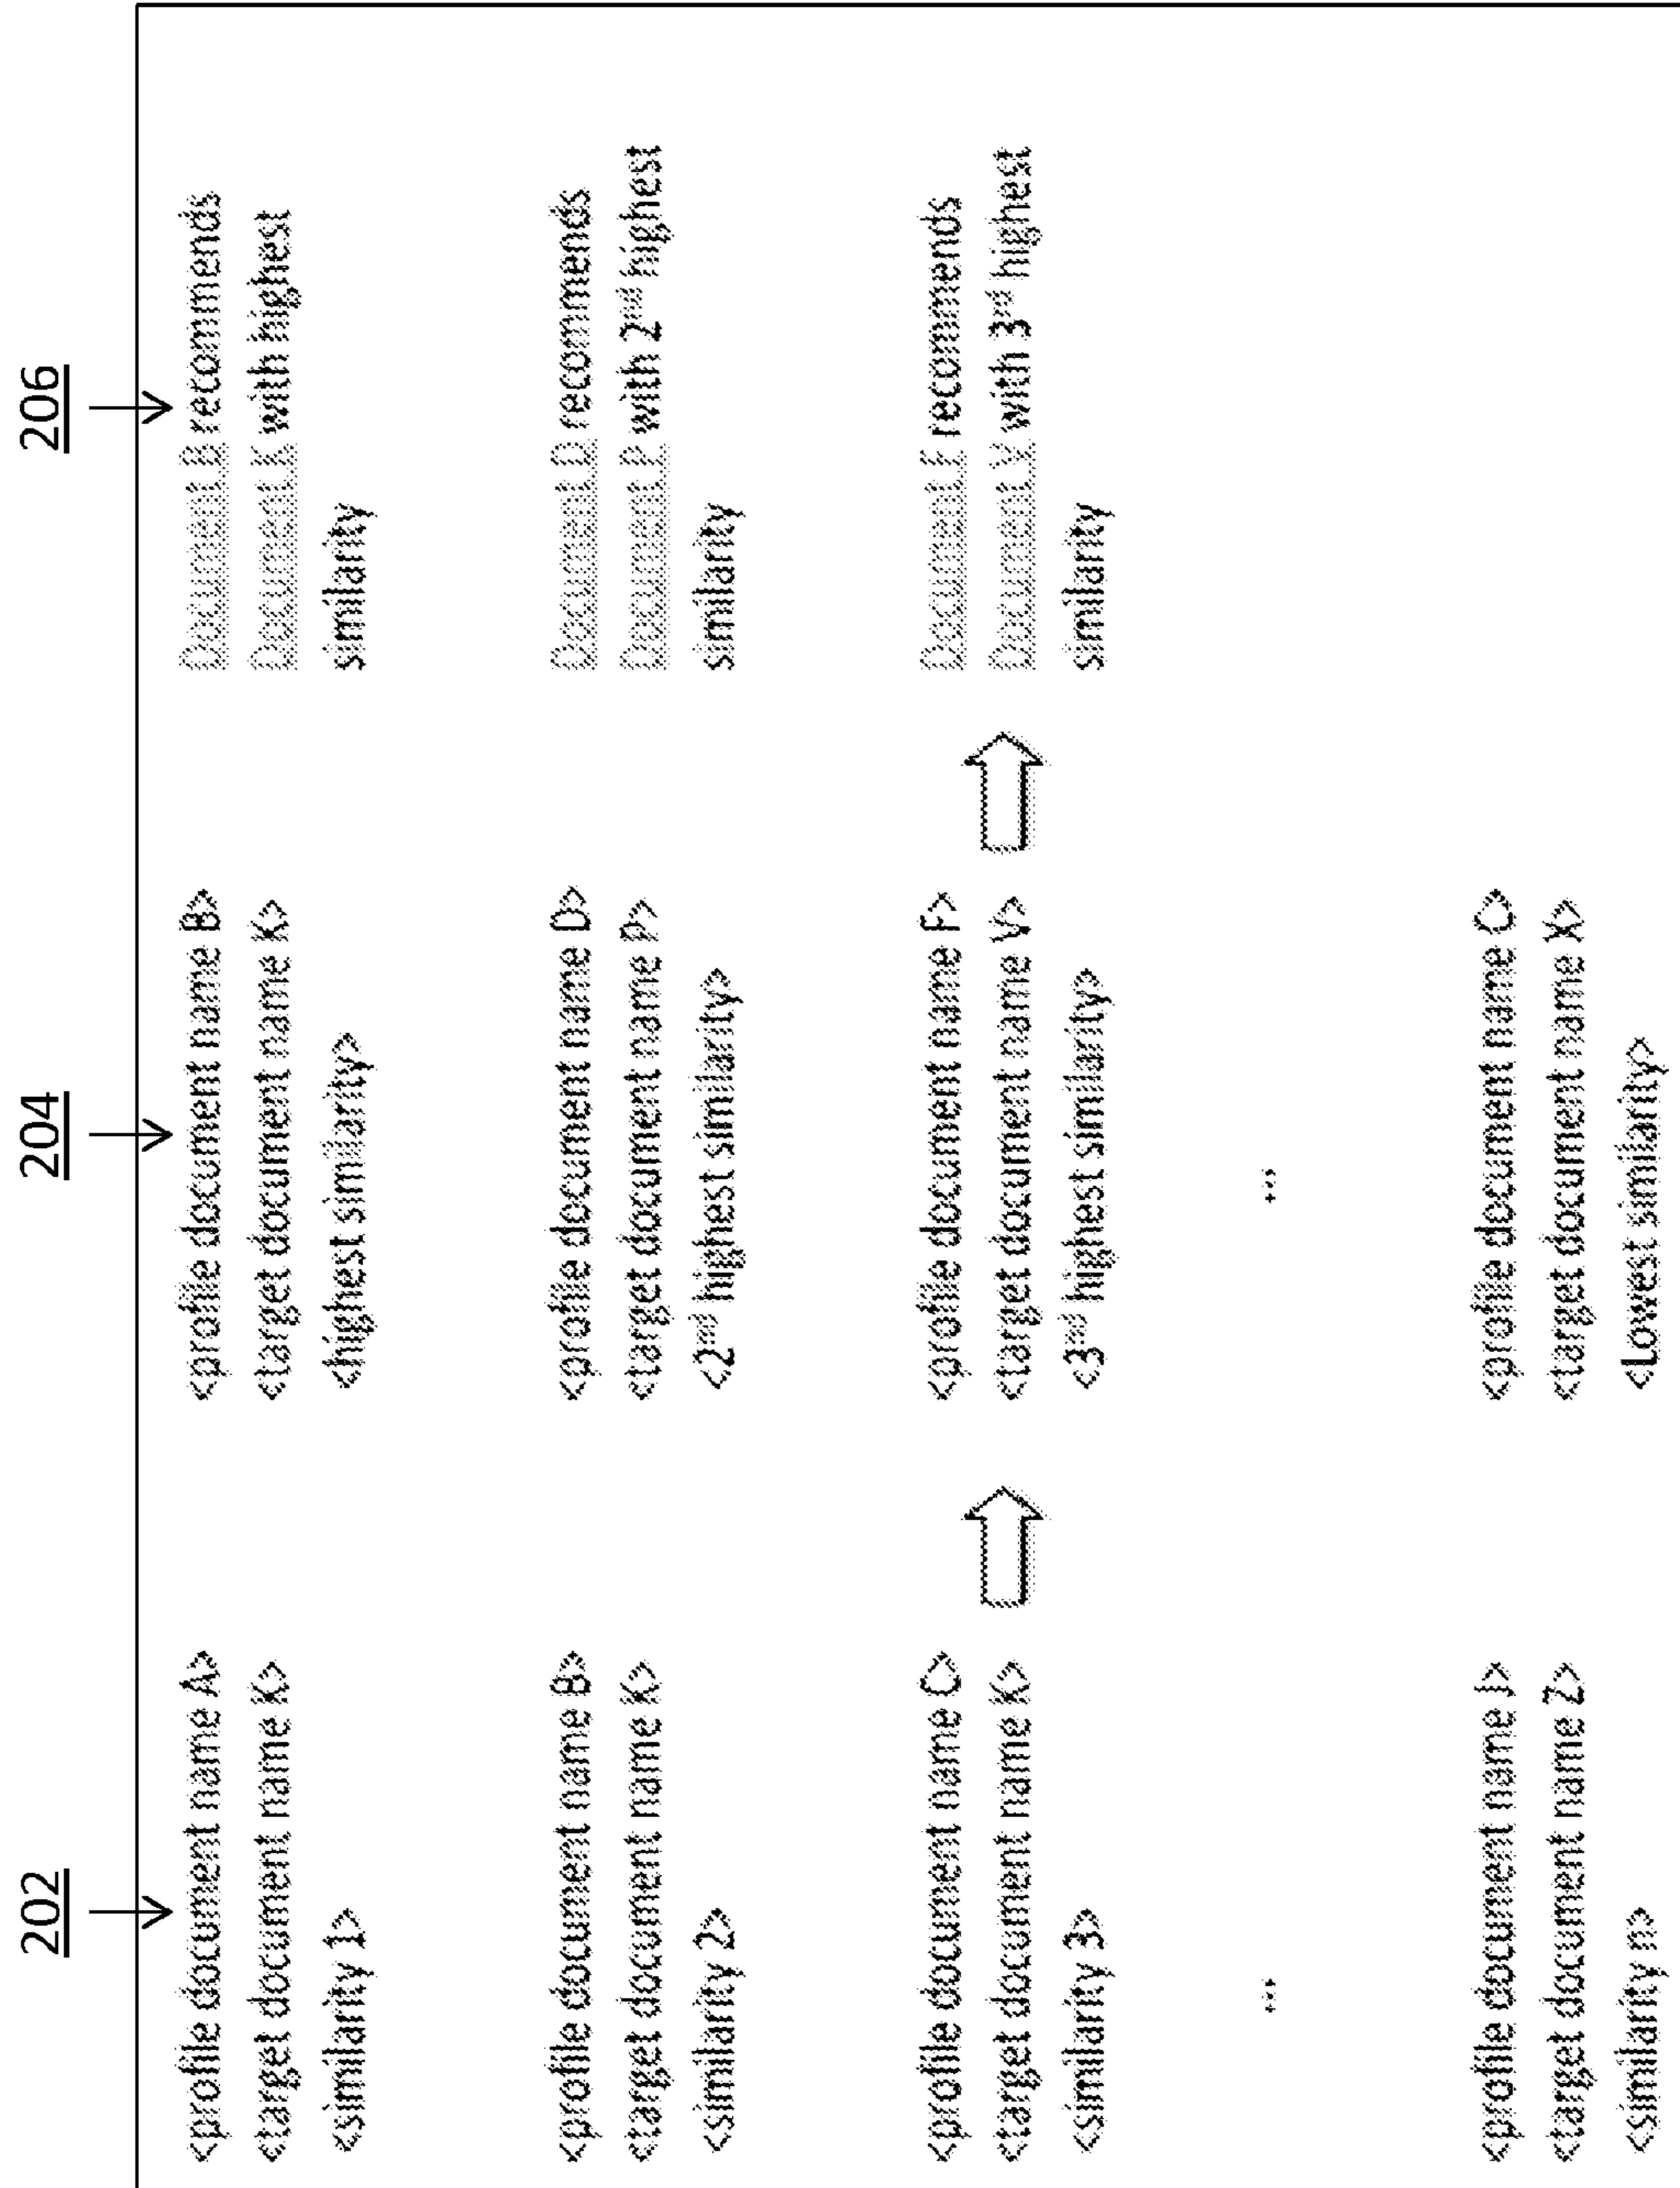 202
<profile document name A>
<target document name K>
<similarity 1>
<profile document name B>
<target document name K>
<similarity 2>
<profile document name C>
<target document name K>
<similarity 3>
...
<profile document name J>
<target document name Z>
<similarity n>
204
<profile document name B>
<target document name K>
<highest similarity>
<profile document name D>
<target document name P>
<2nd highest similarity>
<profile document name F>
<target document name V>
<3nd highest similarity>
...
<profile document name C>
<target document name X>
<Lowest similarity>
206
Document B recommends
Document K with highest
similarity
Document D recommends
Document P with 2nd highest
similarity
Document F recommends
Document V with 3rd highest
similarity